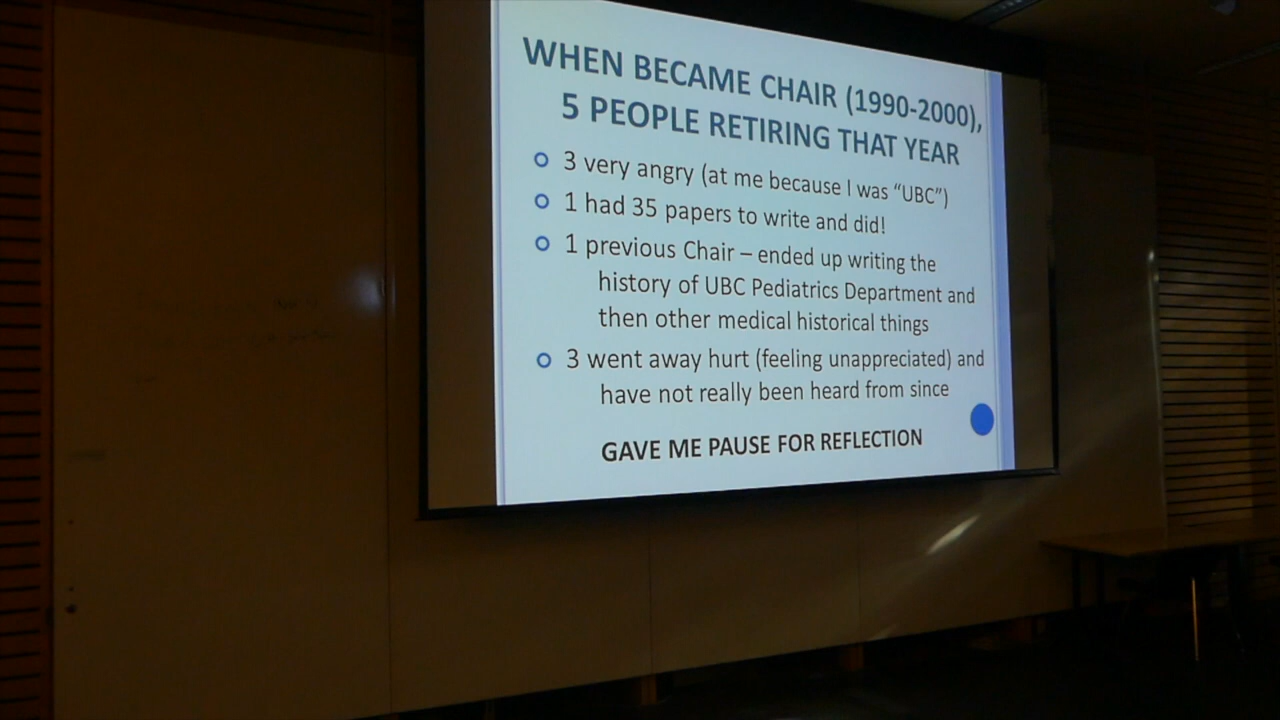 WHEN BECAME CHAIR (1990-2000),
5 PEOPLE RETIRING THAT YEAR
3 very angry (at me because I was “UBC”)
1 had 35 papers to write and did!
1 previous Chair – ended up writing the
history of UBC Pediatrics Department and
then other medical historical things
3 went away hurt (feeling unappreciated) and
have not really been heard from since
GAVE ME PAUSE FOR REFLECTION